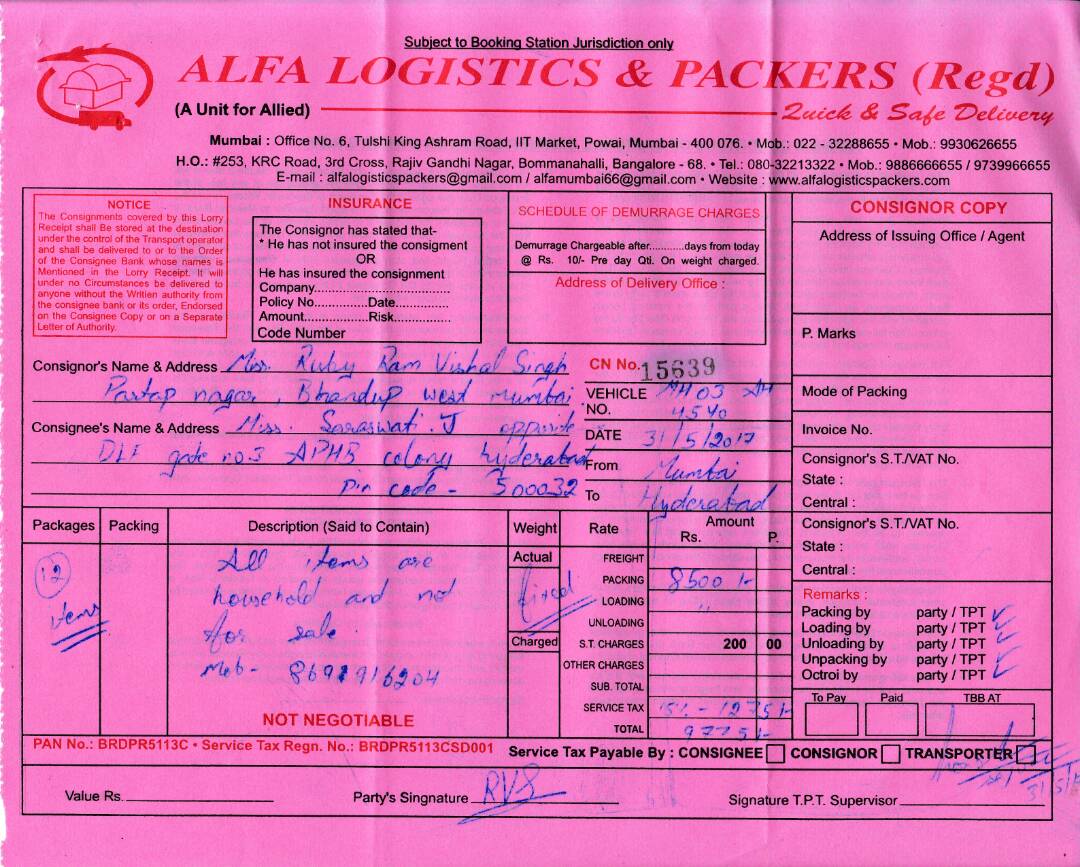 Subject to Booking Station Jurisdiction only
ALFA LOGISTICS & PACKERS (Regd)
(A Unit for Allied)
Quick & Safe Delivery
Mumbai : Office No. 6, Tulshi King Ashram Road, IIT Market, Powai, Mumbai - 400 076. • Mob.: 022 - 32288655 • Mob.: 9930626655
H.O.: #253, KRC Road, 3rd Cross, Rajiv Gandhi Nagar, Bommanahalli, Bangalore - 68. • Tel.: 080-32213322 • Mob.: 9886666655 / 9739966655
E-mail : alfalogisticspackers@gmail.com / alfamumbai66@gmail.com • Website : www.alfalogisticspackers.com
NOTICE
The Consignments covered by this Lorry
Receipt shall Be stored at the destination
under the control of the Transport operator
and shall be delivered to or to the Order
of the Consignee Bank whose names is
Mentioned in the Lorry Receipt. It will
under no Circumstances be delivered to
anyone without the Writien authority from
the consignee bank or its order, Endorsed
on the Consignee Copy or on a Separate
Letter of Authority.
INSURANCE
The Consignor has stated that-
* He has not insured the consigment
OR
He has insured the consignment
Company..............................
Policy No..............Date..............
Amount...................Risk..............
Code Number
SCHEDULE OF DEMURRAGE CHARGES
Demurrage Chargeable after............days from today
@ Rs. 10/- Pre day Qti. On weight charged.
Address of Delivery Office :
CONSIGNOR COPY
Address of Issuing Office / Agent
P. Marks
Mode of Packing
Invoice No.
Consignor's S.T./VAT No.
State :
Central :
Consignor's S.T./VAT No.
State :
Central :
Consignor's Name & Address Miss. Ruby Ram Vishal Singh
Partap nagar, Bhandup west mumbai
Consignee's Name & Address Miss. Saraswati. J opposite
DLF gate no.3 APHB colony hyderabad
pin code - 500032
CN No. 15639
VEHICLE NO. MH 03 AH
4540
DATE 31/5/2017
From Mumbai
To Hyderabad
Packages Packing Description (Said to Contain) Weight Rate Amount
Rs. P.
12
items
All items are
household and not
for sale
Mob- 8691916204
NOT NEGOTIABLE
Actual
fixed
Charged
FREIGHT
PACKING 8500/-
LOADING "
UNLOADING
S.T. CHARGES 200 00
OTHER CHARGES
SUB. TOTAL
SERVICE TAX 15% - 1275/-
TOTAL 9775/-
Remarks :
Packing by party / TPT ✓
Loading by party / TPT ✓
Unloading by party / TPT ✓
Unpacking by party / TPT ✓
Octroi by party / TPT
To Pay Paid TBB AT
PAN No.: BRDPR5113C • Service Tax Regn. No.: BRDPR5113CSD001
Service Tax Payable By : CONSIGNEE CONSIGNOR TRANSPORTER
Value Rs.
Party's Singnature RVS
Signature T.P.T. Supervisor